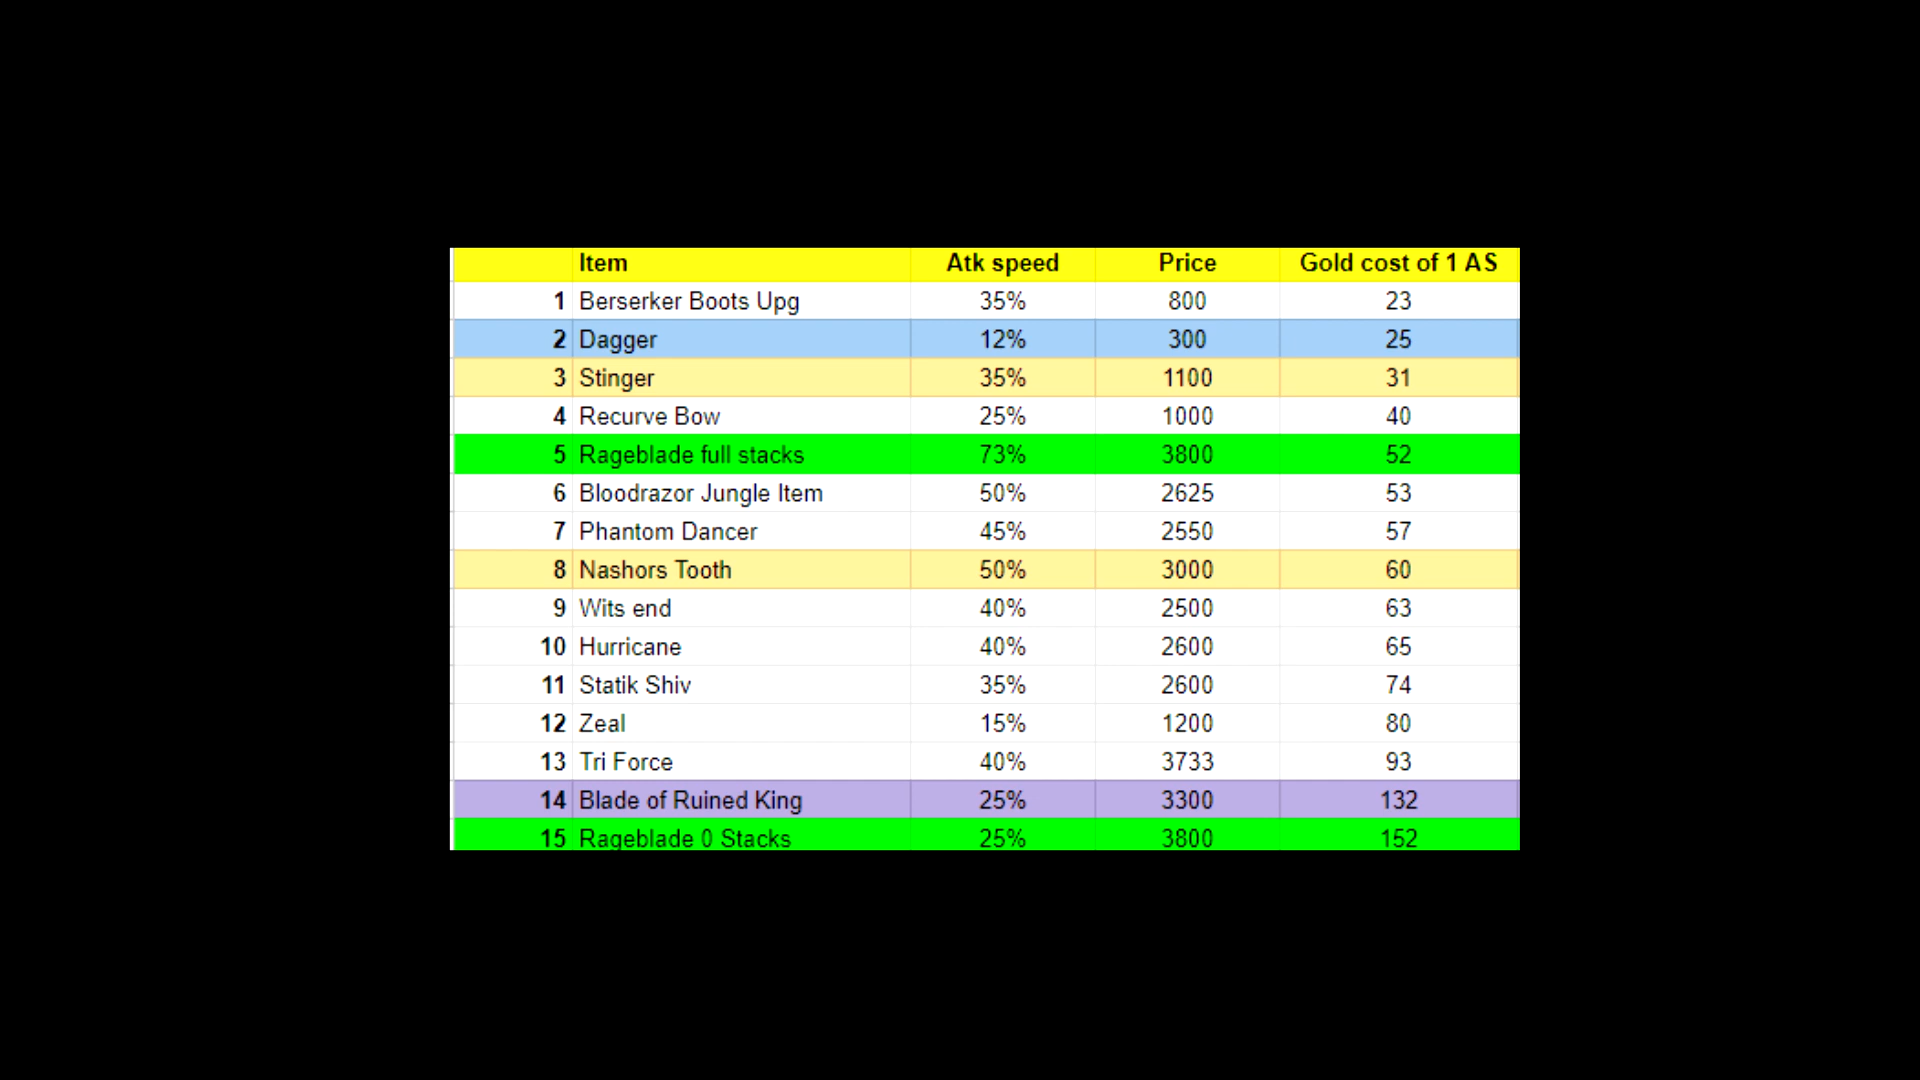 Item Atk speed Price Gold cost of 1 AS
1 Berserker Boots Upg 35% 800 23
2 Dagger 12% 300 25
3 Stinger 35% 1100 31
4 Recurve Bow 25% 1000 40
5 Rageblade full stacks 73% 3800 52
6 Bloodrazor Jungle Item 50% 2625 53
7 Phantom Dancer 45% 2550 57
8 Nashors Tooth 50% 3000 60
9 Wits end 40% 2500 63
10 Hurricane 40% 2600 65
11 Statik Shiv 35% 2600 74
12 Zeal 15% 1200 80
13 Tri Force 40% 3733 93
14 Blade of Ruined King 25% 3300 132
15 Rageblade 0 Stacks 25% 3800 152